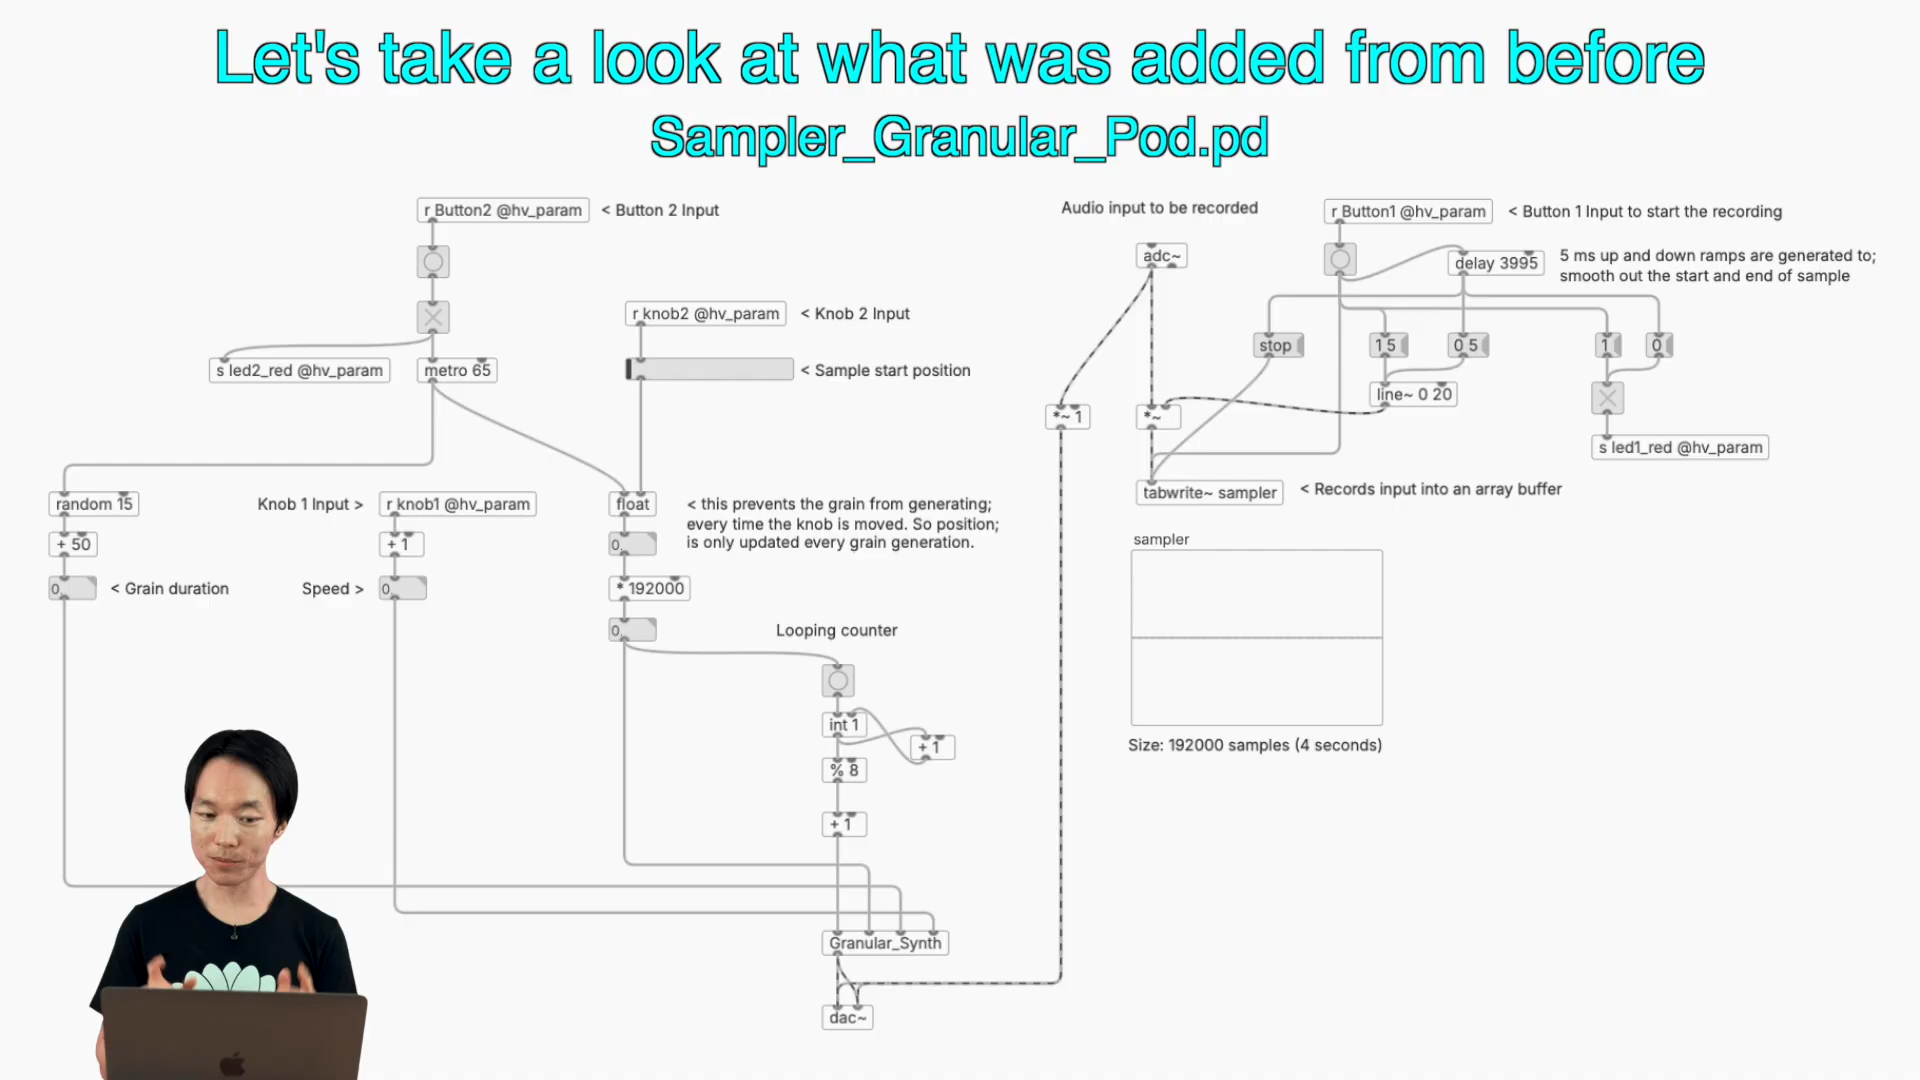 Let's take a look at what was added from before
Sampler_Granular_Pod.pd
r Button2 @hv_param
< Button 2 Input
s led2_red @hv_param
metro 65
r knob2 @hv_param
< Knob 2 Input
< Sample start position
random 15
+ 50
0
< Grain duration
Knob 1 Input >
r knob1 @hv_param
+ 1
Speed >
0
float
0
< this prevents the grain from generating;
every time the knob is moved. So position;
is only updated every grain generation.
* 192000
0
Looping counter
int 1
+ 1
% 8
+ 1
Granular_Synth
dac~
Audio input to be recorded
adc~
*~ 1
*~
r Button1 @hv_param
< Button 1 Input to start the recording
delay 3995
5 ms up and down ramps are generated to;
smooth out the start and end of sample
stop
1 5
0 5
1
0
line~ 0 20
s led1_red @hv_param
tabwrite~ sampler
< Records input into an array buffer
sampler
Size: 192000 samples (4 seconds)